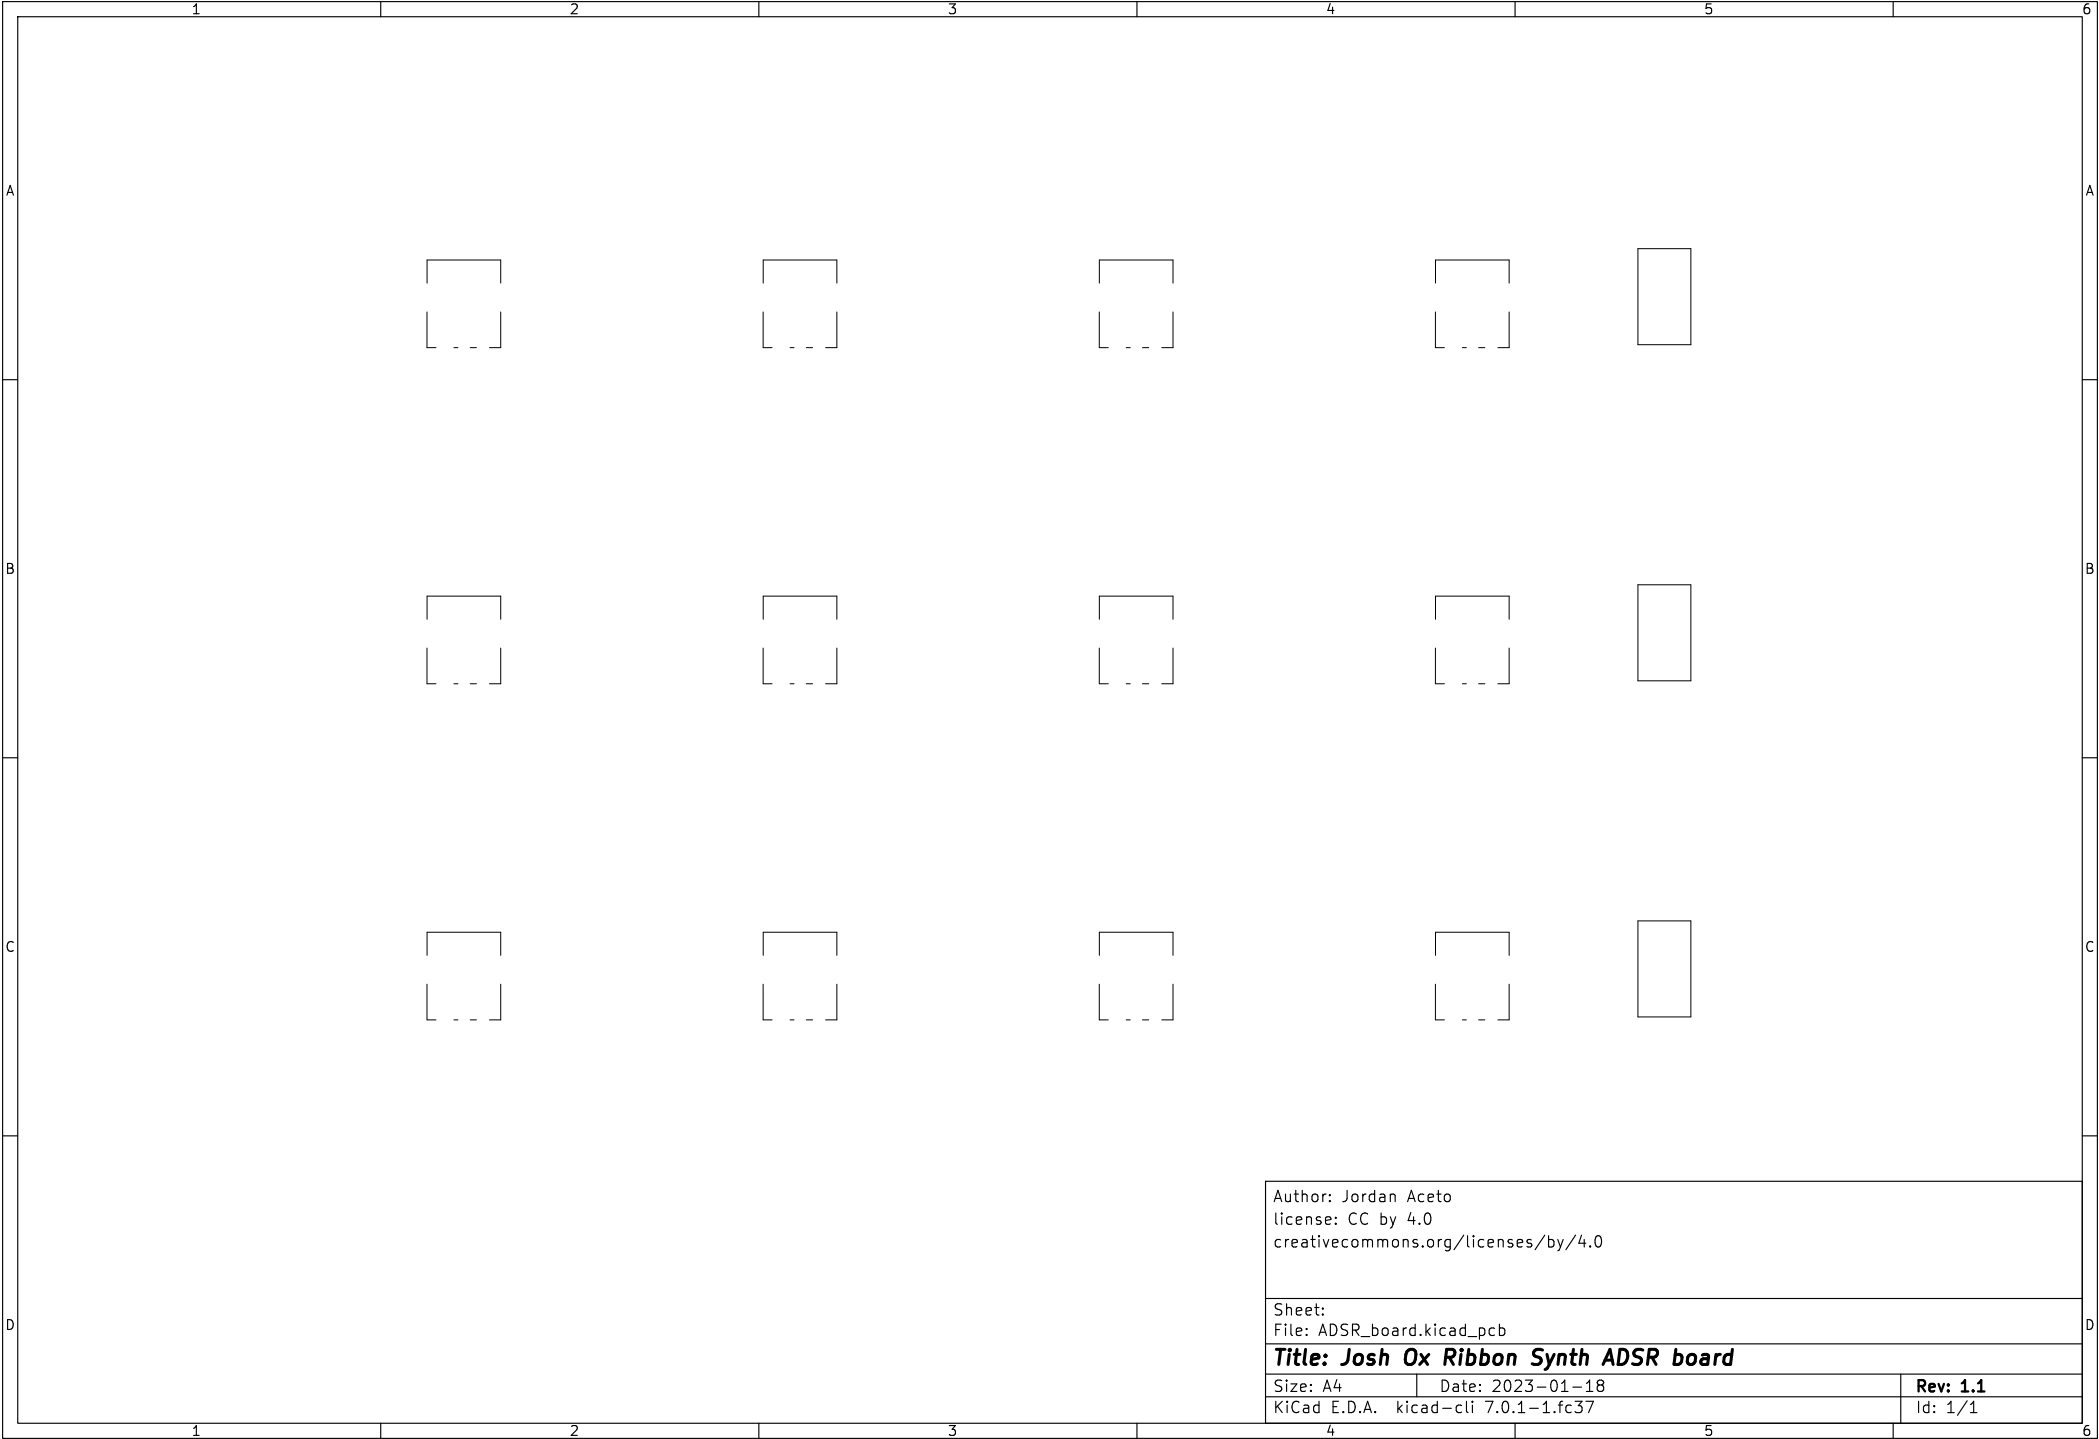 1 2 3 4 5 6
A A
B B
C C
Author: Jordan Aceto
license: CC by 4.0
creativecommons.org/licenses/by/4.0
Sheet:
D D
File: ADSR_board.kicad_pcb
Title: Josh Ox Ribbon Synth ADSR board
Size: A4 Date: 2023-01-18 Rev: 1.1
KiCad E.D.A. kicad-cli 7.0.1-1.fc37 Id: 1/1
1 2 3 4 5 6